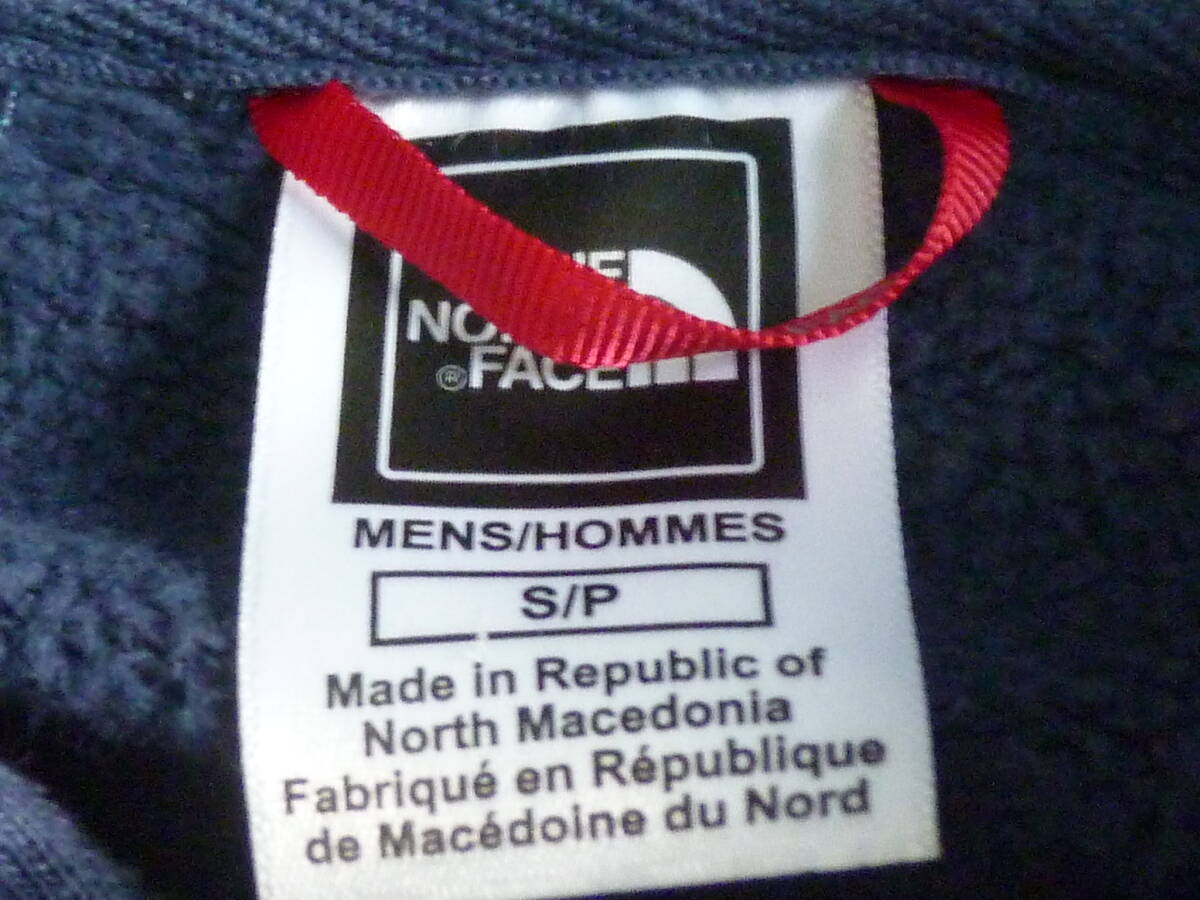 FACE
®
MENS/HOMMES
S/P
Made in Republic of
North Macedonia
Fabriqué en République
de Macédoine du Nord